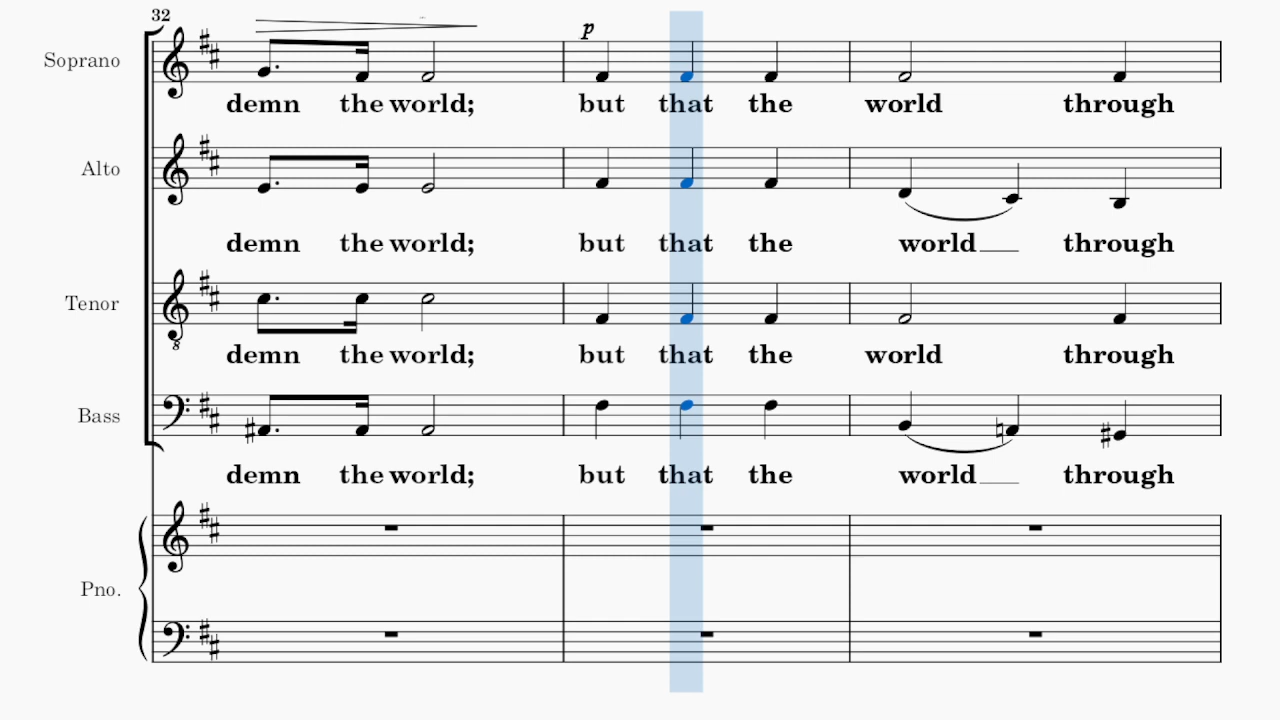 32
p
Soprano
demn the world; but that the world through
Alto
demn the world; but that the world through
Tenor
8
demn the world; but that the world through
Bass
demn the world; but that the world through
Pno.